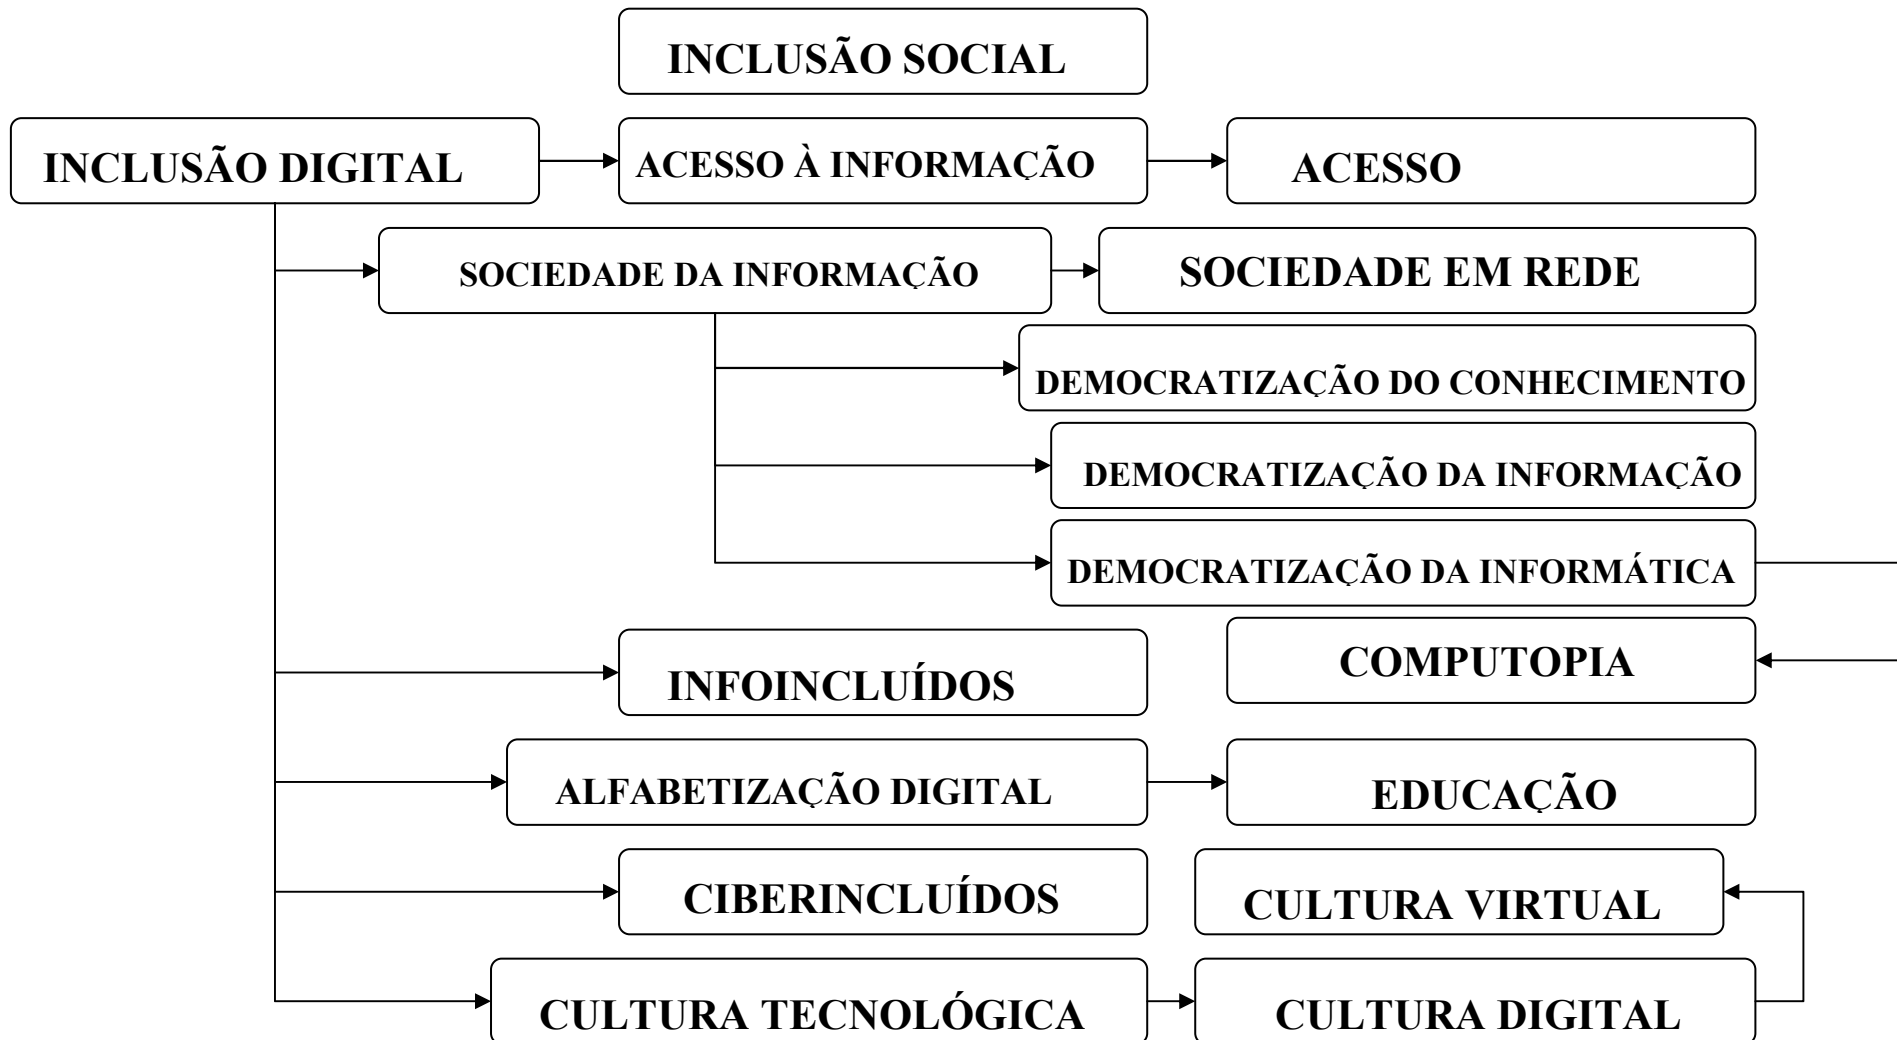 INCLUSÃO SOCIAL
INCLUSÃO DIGITAL
ACESSO À INFORMAÇÃO
ACESSO
SOCIEDADE DA INFORMAÇÃO
SOCIEDADE EM REDE
DEMOCRATIZAÇÃO DO CONHECIMENTO
DEMOCRATIZAÇÃO DA INFORMAÇÃO
DEMOCRATIZAÇÃO DA INFORMÁTICA
INFOINCLUÍDOS
COMPUTOPIA
ALFABETIZAÇÃO DIGITAL
EDUCAÇÃO
CIBERINCLUÍDOS
CULTURA VIRTUAL
CULTURA TECNOLÓGICA
CULTURA DIGITAL